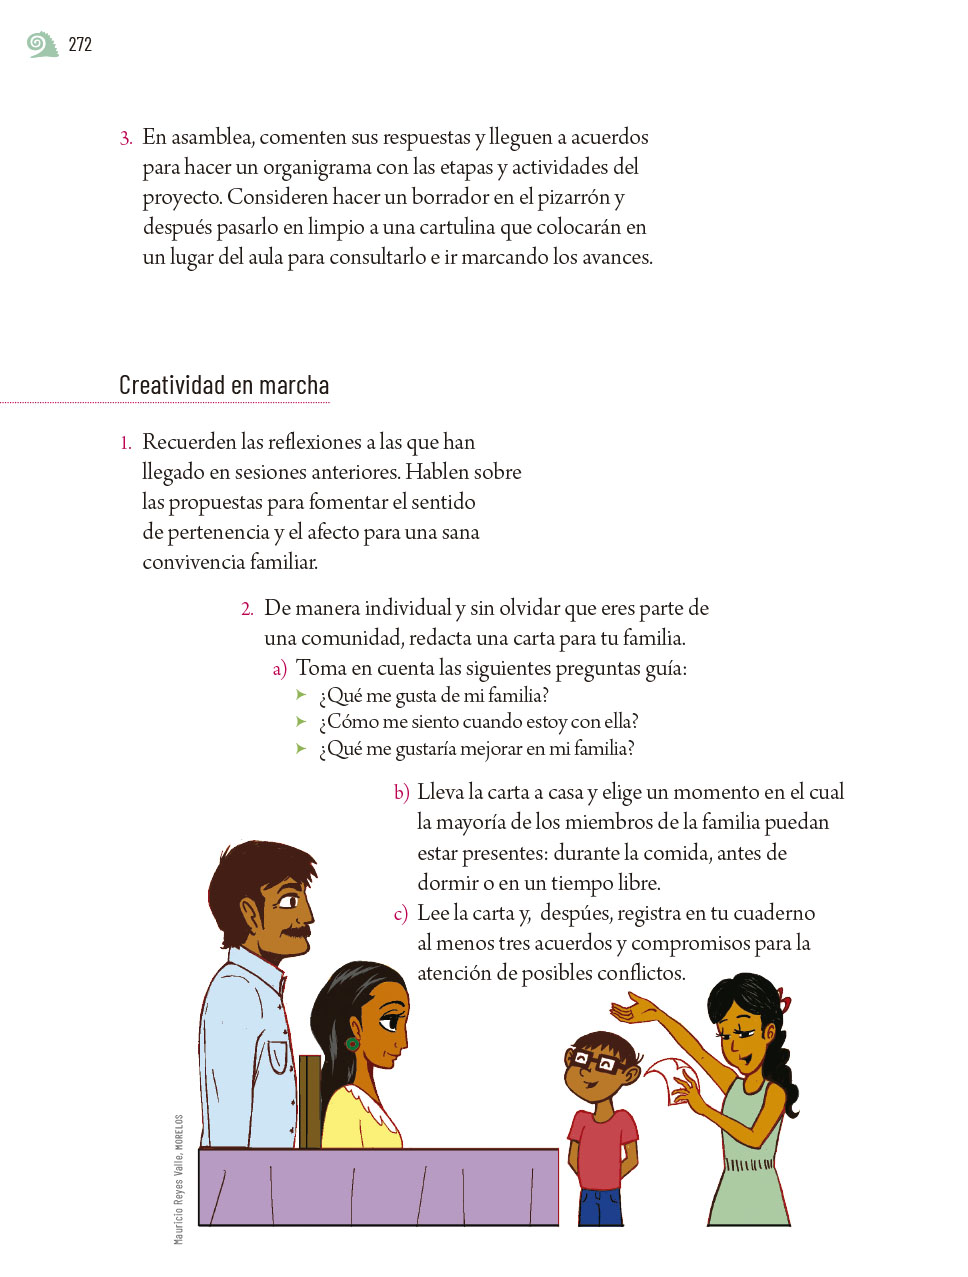 272
3. En asamblea, comenten sus respuestas y lleguen a acuerdos
para hacer un organigrama con las etapas y actividades del
proyecto. Consideren hacer un borrador en el pizarrón y
después pasarlo en limpio a una cartulina que colocarán en
un lugar del aula para consultarlo e ir marcando los avances.
Creatividad en marcha
1. Recuerden las reflexiones a las que han
llegado en sesiones anteriores. Hablen sobre
las propuestas para fomentar el sentido
de pertenencia y el afecto para una sana
convivencia familiar.
2. De manera individual y sin olvidar que eres parte de
una comunidad, redacta una carta para tu familia.
a) Toma en cuenta las siguientes preguntas guía:
➤ ¿Qué me gusta de mi familia?
➤ ¿Cómo me siento cuando estoy con ella?
➤ ¿Qué me gustaría mejorar en mi familia?
b) Lleva la carta a casa y elige un momento en el cual
la mayoría de los miembros de la familia puedan
estar presentes: durante la comida, antes de
dormir o en un tiempo libre.
c) Lee la carta y, despúes, registra en tu cuaderno
al menos tres acuerdos y compromisos para la
atención de posibles conflictos.
Mauricio Reyes Valle, MORELOS